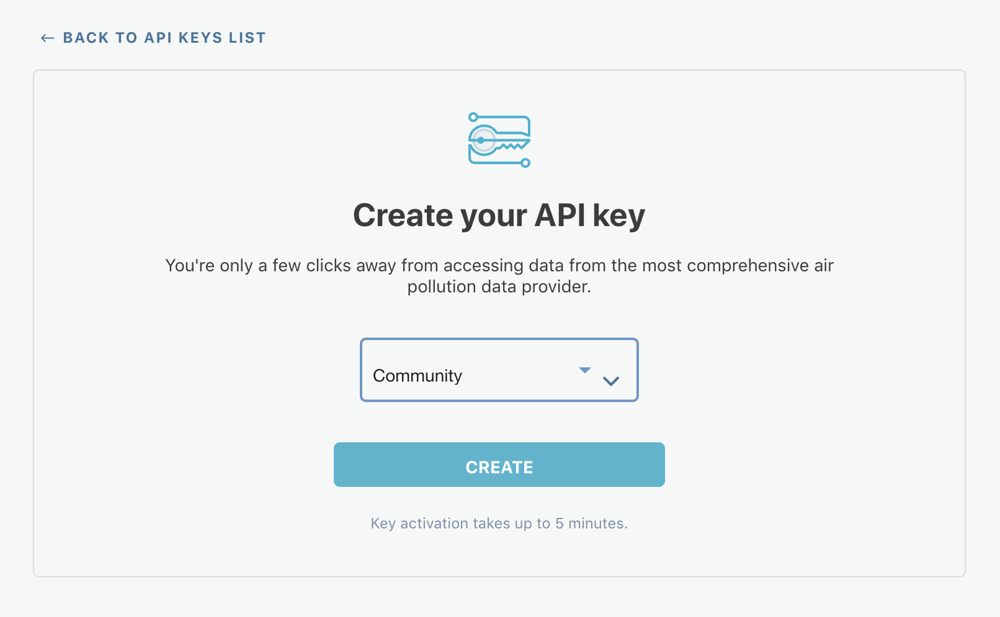 ← BACK TO API KEYS LIST
Create your API key
You're only a few clicks away from accessing data from the most comprehensive air
pollution data provider.
Community
CREATE
Key activation takes up to 5 minutes.